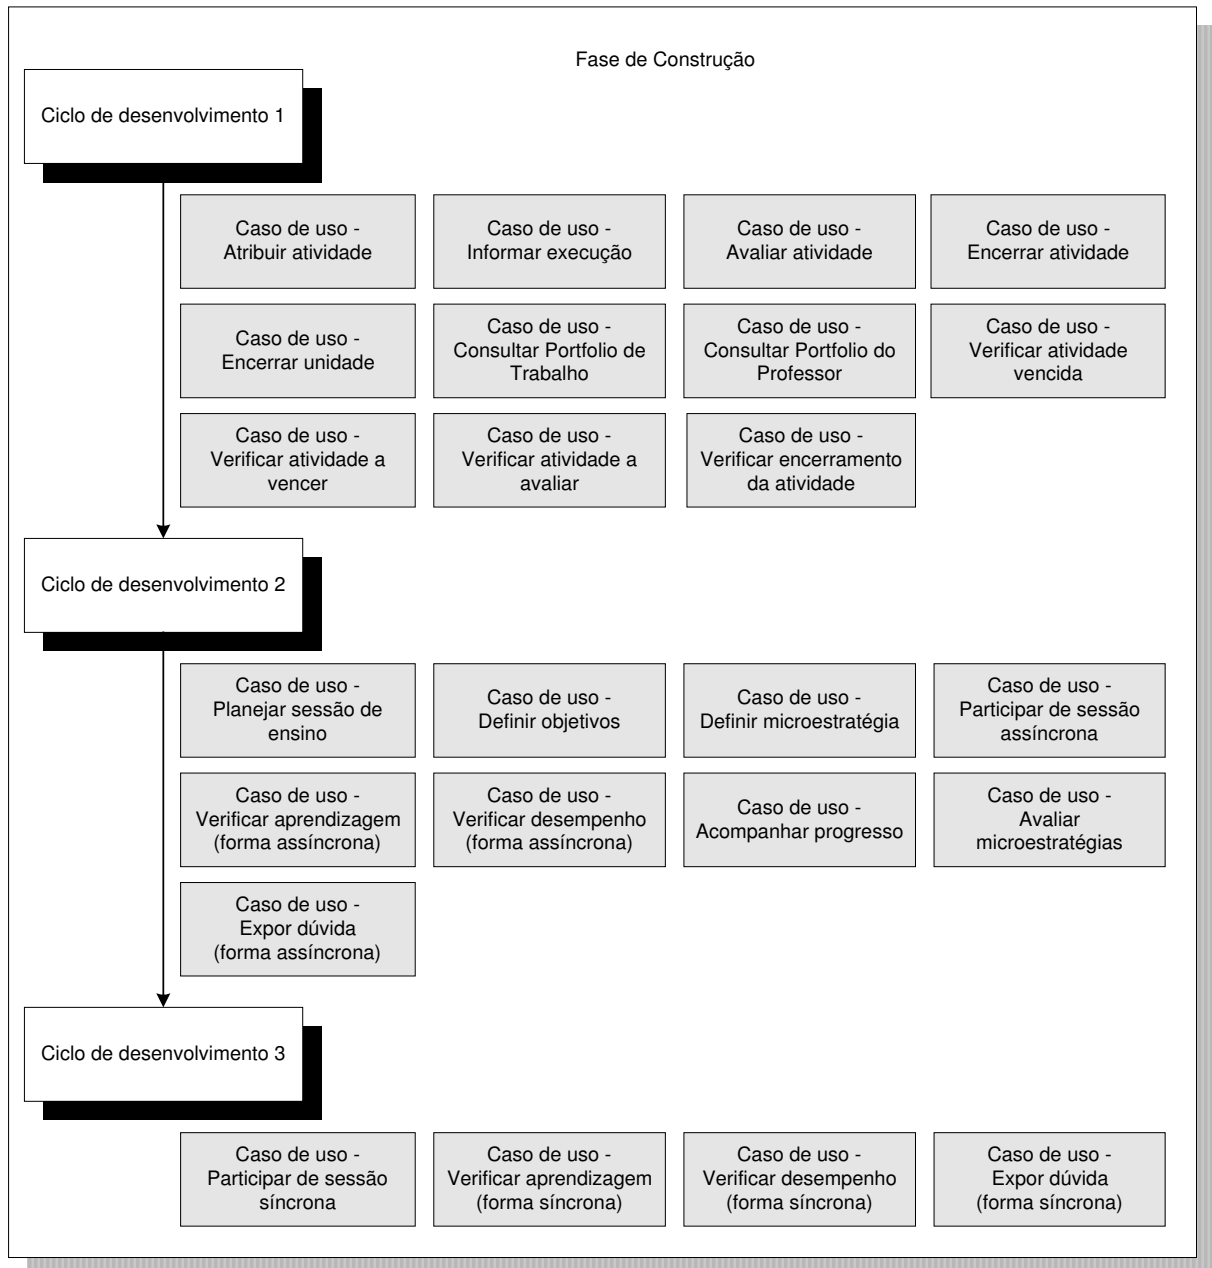 Fase de Construção
Ciclo de desenvolvimento 1
Caso de uso -
Atribuir atividade
Caso de uso -
Informar execução
Caso de uso -
Avaliar atividade
Caso de uso -
Encerrar atividade
Caso de uso -
Encerrar unidade
Caso de uso -
Consultar Portfolio de
Trabalho
Caso de uso -
Consultar Portfolio do
Professor
Caso de uso -
Verificar atividade
vencida
Caso de uso -
Verificar atividade a
vencer
Caso de uso -
Verificar atividade a
avaliar
Caso de uso -
Verificar encerramento
da atividade
Ciclo de desenvolvimento 2
Caso de uso -
Planejar sessão de
ensino
Caso de uso -
Definir objetivos
Caso de uso -
Definir microestratégia
Caso de uso -
Participar de sessão
assíncrona
Caso de uso -
Verificar aprendizagem
(forma assíncrona)
Caso de uso -
Verificar desempenho
(forma assíncrona)
Caso de uso -
Acompanhar progresso
Caso de uso -
Avaliar
microestratégias
Caso de uso -
Expor dúvida
(forma assíncrona)
Ciclo de desenvolvimento 3
Caso de uso -
Participar de sessão
síncrona
Caso de uso -
Verificar aprendizagem
(forma síncrona)
Caso de uso -
Verificar desempenho
(forma síncrona)
Caso de uso -
Expor dúvida
(forma síncrona)